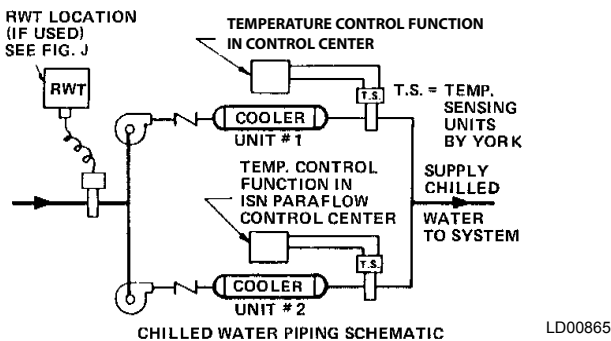 RWT LOCATION
(IF USED)
SEE FIG. J
RWT
TEMPERATURE CONTROL FUNCTION
IN CONTROL CENTER
T.S.
T.S. = TEMP.
SENSING
UNITS
BY YORK
COOLER
UNIT #1
TEMP. CONTROL
FUNCTION IN
ISN PARAFLOW
CONTROL CENTER
SUPPLY
CHILLED
WATER
TO SYSTEM
T.S.
COOLER
UNIT #2
CHILLED WATER PIPING SCHEMATIC
LD00865